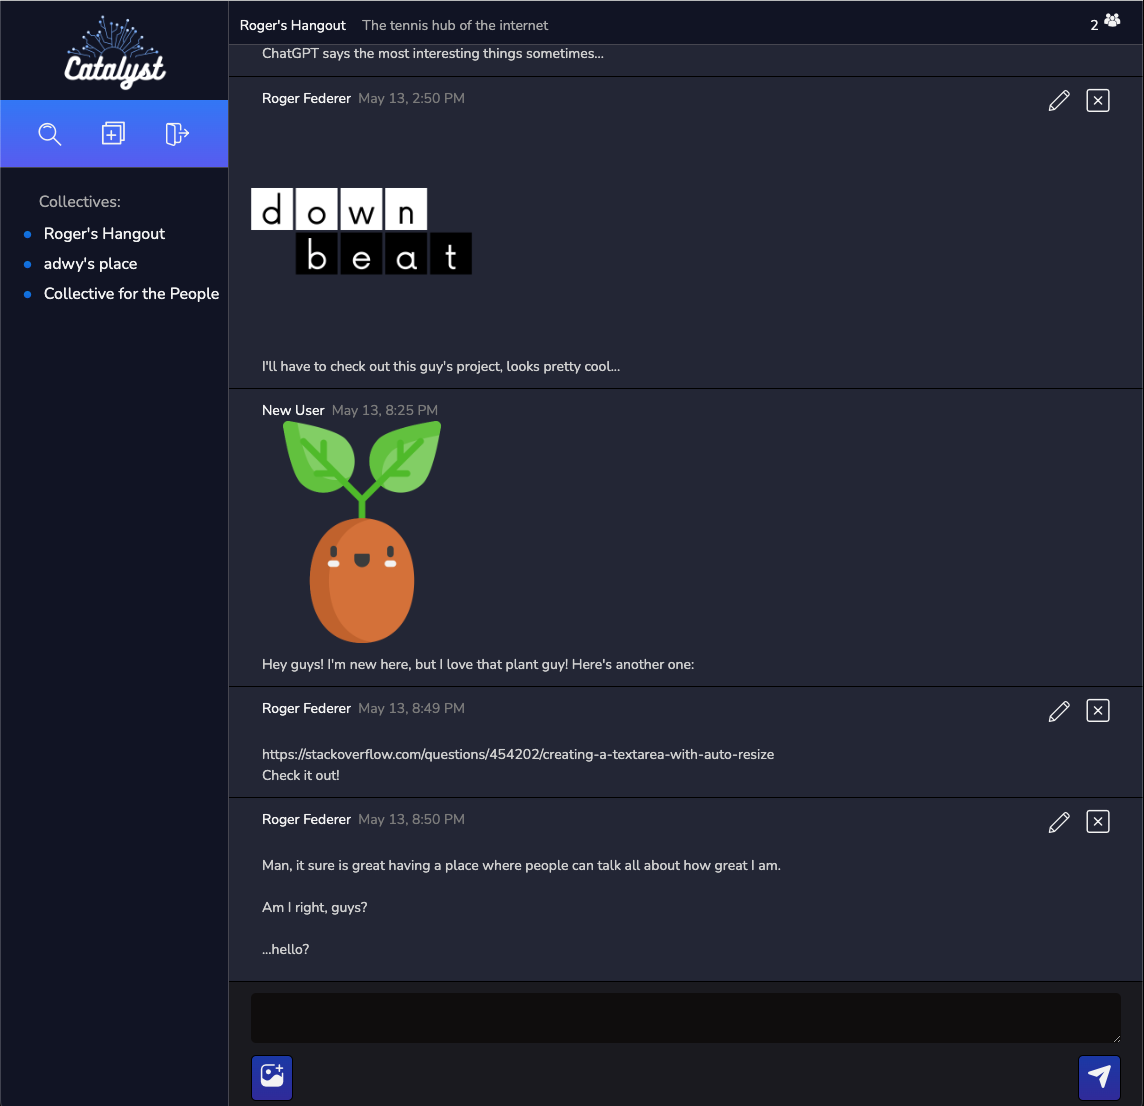 Catalyst
Collectives:
Roger's Hangout
adwy's place
Collective for the People
Roger's Hangout The tennis hub of the internet 2
ChatGPT says the most interesting things sometimes...
Roger Federer May 13, 2:50 PM
down
beat
I'll have to check out this guy's project, looks pretty cool...
New User May 13, 8:25 PM
Hey guys! I'm new here, but I love that plant guy! Here's another one:
Roger Federer May 13, 8:49 PM
https://stackoverflow.com/questions/454202/creating-a-textarea-with-auto-resize
Check it out!
Roger Federer May 13, 8:50 PM
Man, it sure is great having a place where people can talk all about how great I am.
Am I right, guys?
...hello?